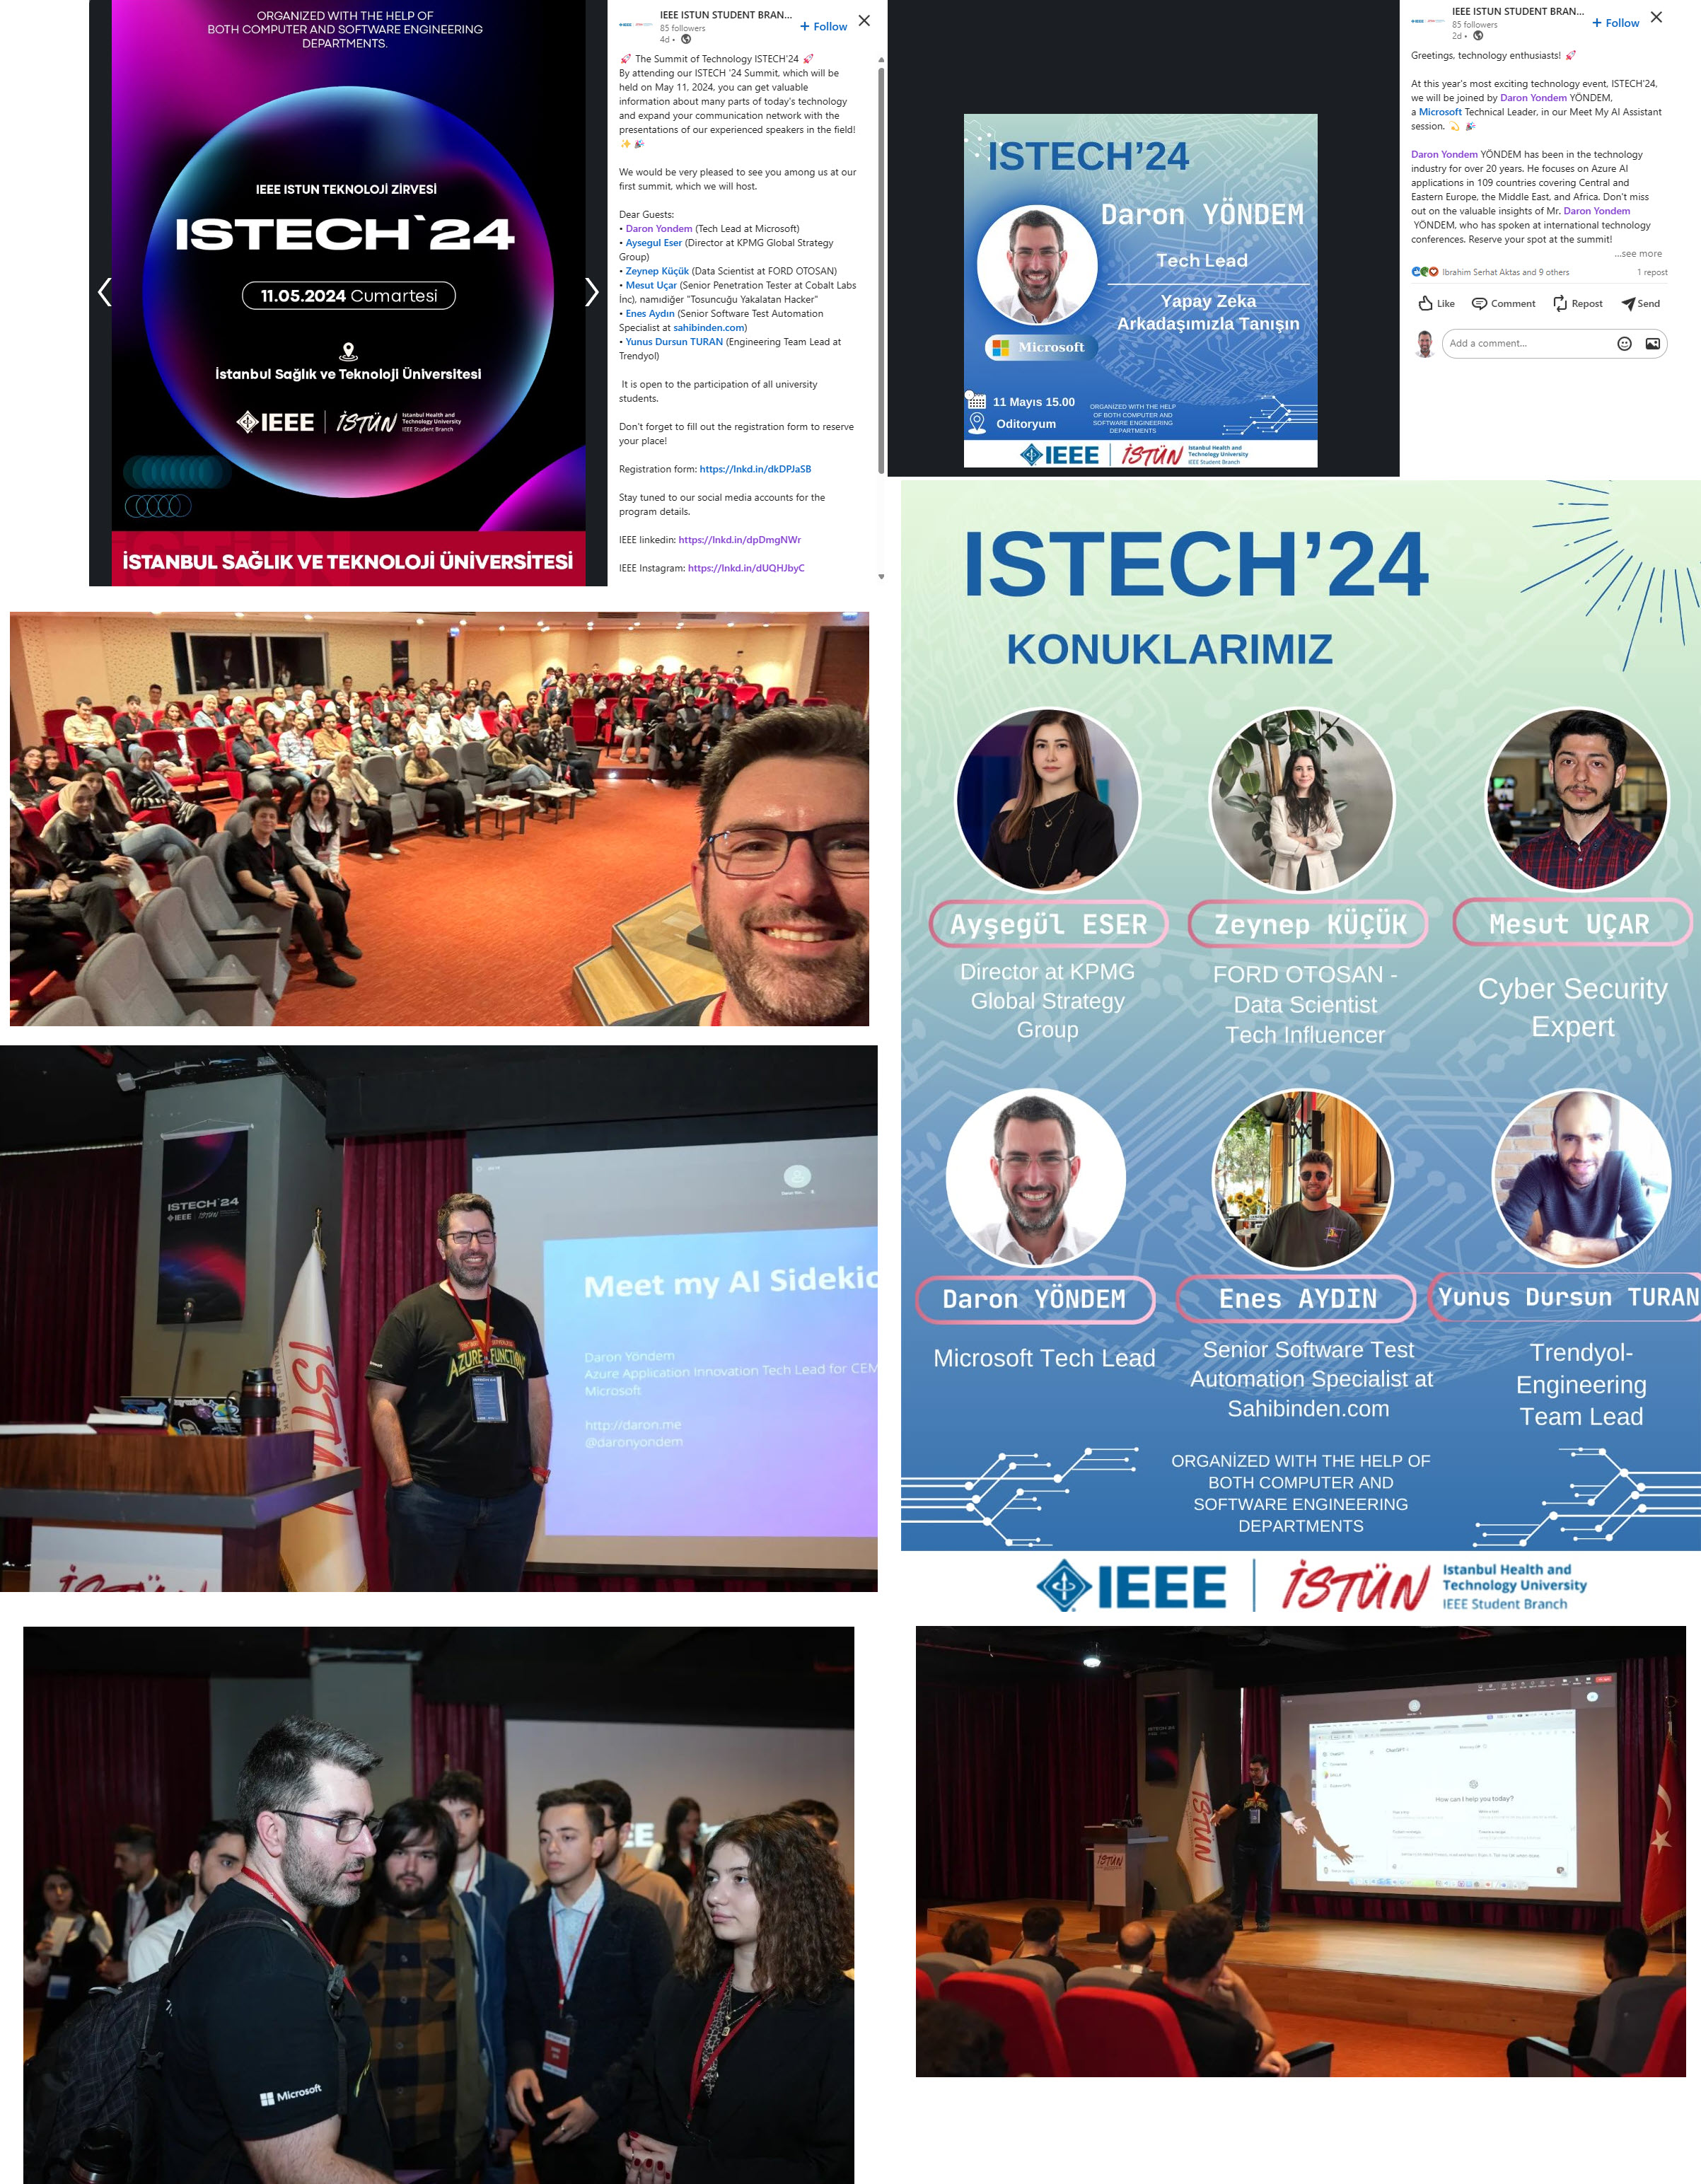 ORGANIZED WITH THE HELP OF
BOTH COMPUTER AND SOFTWARE ENGINEERING
DEPARTMENTS.
IEEE ISTUN TEKNOLOJİ ZİRVESİ
ISTECH`24
11.05.2024 Cumartesi
İstanbul Sağlık ve Teknoloji Üniversitesi
IEEE
İSTÜN
Istanbul Health and
Technology University
IEEE Student Branch
İSTANBUL SAĞLIK VE TEKNOLOJİ ÜNİVERSİTESİ
IEEE ISTUN STUDENT BRAN...
85 followers
4d •
+ Follow
🚀 The Summit of Technology ISTECH'24 🚀
By attending our ISTECH '24 Summit, which will be
held on May 11, 2024, you can get valuable
information about many parts of today's technology
and expand your communication network with the
presentations of our experienced speakers in the field!
✨ 🎉
We would be very pleased to see you among us at our
first summit, which we will host.
Dear Guests:
• Daron Yondem (Tech Lead at Microsoft)
• Aysegul Eser (Director at KPMG Global Strategy
Group)
• Zeynep Küçük (Data Scientist at FORD OTOSAN)
• Mesut Uçar (Senior Penetration Tester at Cobalt Labs
İnc), namıdiğer "Tosuncuğu Yakalatan Hacker"
• Enes Aydın (Senior Software Test Automation
Specialist at sahibinden.com)
• Yunus Dursun TURAN (Engineering Team Lead at
Trendyol)
It is open to the participation of all university
students.
Don't forget to fill out the registration form to reserve
your place!
Registration form: https://lnkd.in/dkDPJaSB
Stay tuned to our social media accounts for the
program details.
IEEE linkedin: https://lnkd.in/dpDmgNWr
IEEE Instagram: https://lnkd.in/dUQHJbyC
ISTECH’24
Daron YÖNDEM
Tech Lead
Yapay Zeka
Arkadaşımızla Tanışın
Microsoft
11 Mayıs 15.00
Oditoryum
ORGANIZED WITH THE HELP
OF BOTH COMPUTER AND
SOFTWARE ENGINEERING
DEPARTMENTS
IEEE
İSTÜN
Istanbul Health and
Technology University
IEEE Student Branch
IEEE ISTUN STUDENT BRAN...
85 followers
2d •
+ Follow
Greetings, technology enthusiasts! 🚀
At this year's most exciting technology event, ISTECH'24,
we will be joined by Daron Yondem YÖNDEM,
a Microsoft Technical Leader, in our Meet My AI Assistant
session. 💫 🎉
Daron Yondem YÖNDEM has been in the technology
industry for over 20 years. He focuses on Azure AI
applications in 109 countries covering Central and
Eastern Europe, the Middle East, and Africa. Don't miss
out on the valuable insights of Mr. Daron Yondem
YÖNDEM, who has spoken at international technology
conferences. Reserve your spot at the summit!
...see more
Ibrahim Serhat Aktas and 9 others
1 repost
Like
Comment
Repost
Send
Add a comment...
ISTECH’24
KONUKLARIMIZ
Ayşegül ESER
Director at KPMG
Global Strategy
Group
Zeynep KÜÇÜK
FORD OTOSAN -
Data Scientist
Tech Influencer
Mesut UÇAR
Cyber Security
Expert
Daron YÖNDEM
Microsoft Tech Lead
Enes AYDIN
Senior Software Test
Automation Specialist at
Sahibinden.com
Yunus Dursun TURAN
Trendyol-
Engineering
Team Lead
ORGANİZED WITH THE HELP OF
BOTH COMPUTER AND
SOFTWARE ENGINEERING
DEPARTMENTS
IEEE
İSTÜN
Istanbul Health and
Technology University
IEEE Student Branch
ISTECH`24
IEEE
İSTÜN
AZURE FUNCTION
Meet my AI Sidekic
Daron Yöndem
Azure Application Innovation Tech Lead for CEM
Microsoft
http://daron.me
@daronyondem
İSTÜN
Microsoft
ISTECH`24
İSTÜN
İSTÜN
ChatGPT
How can I help you today?